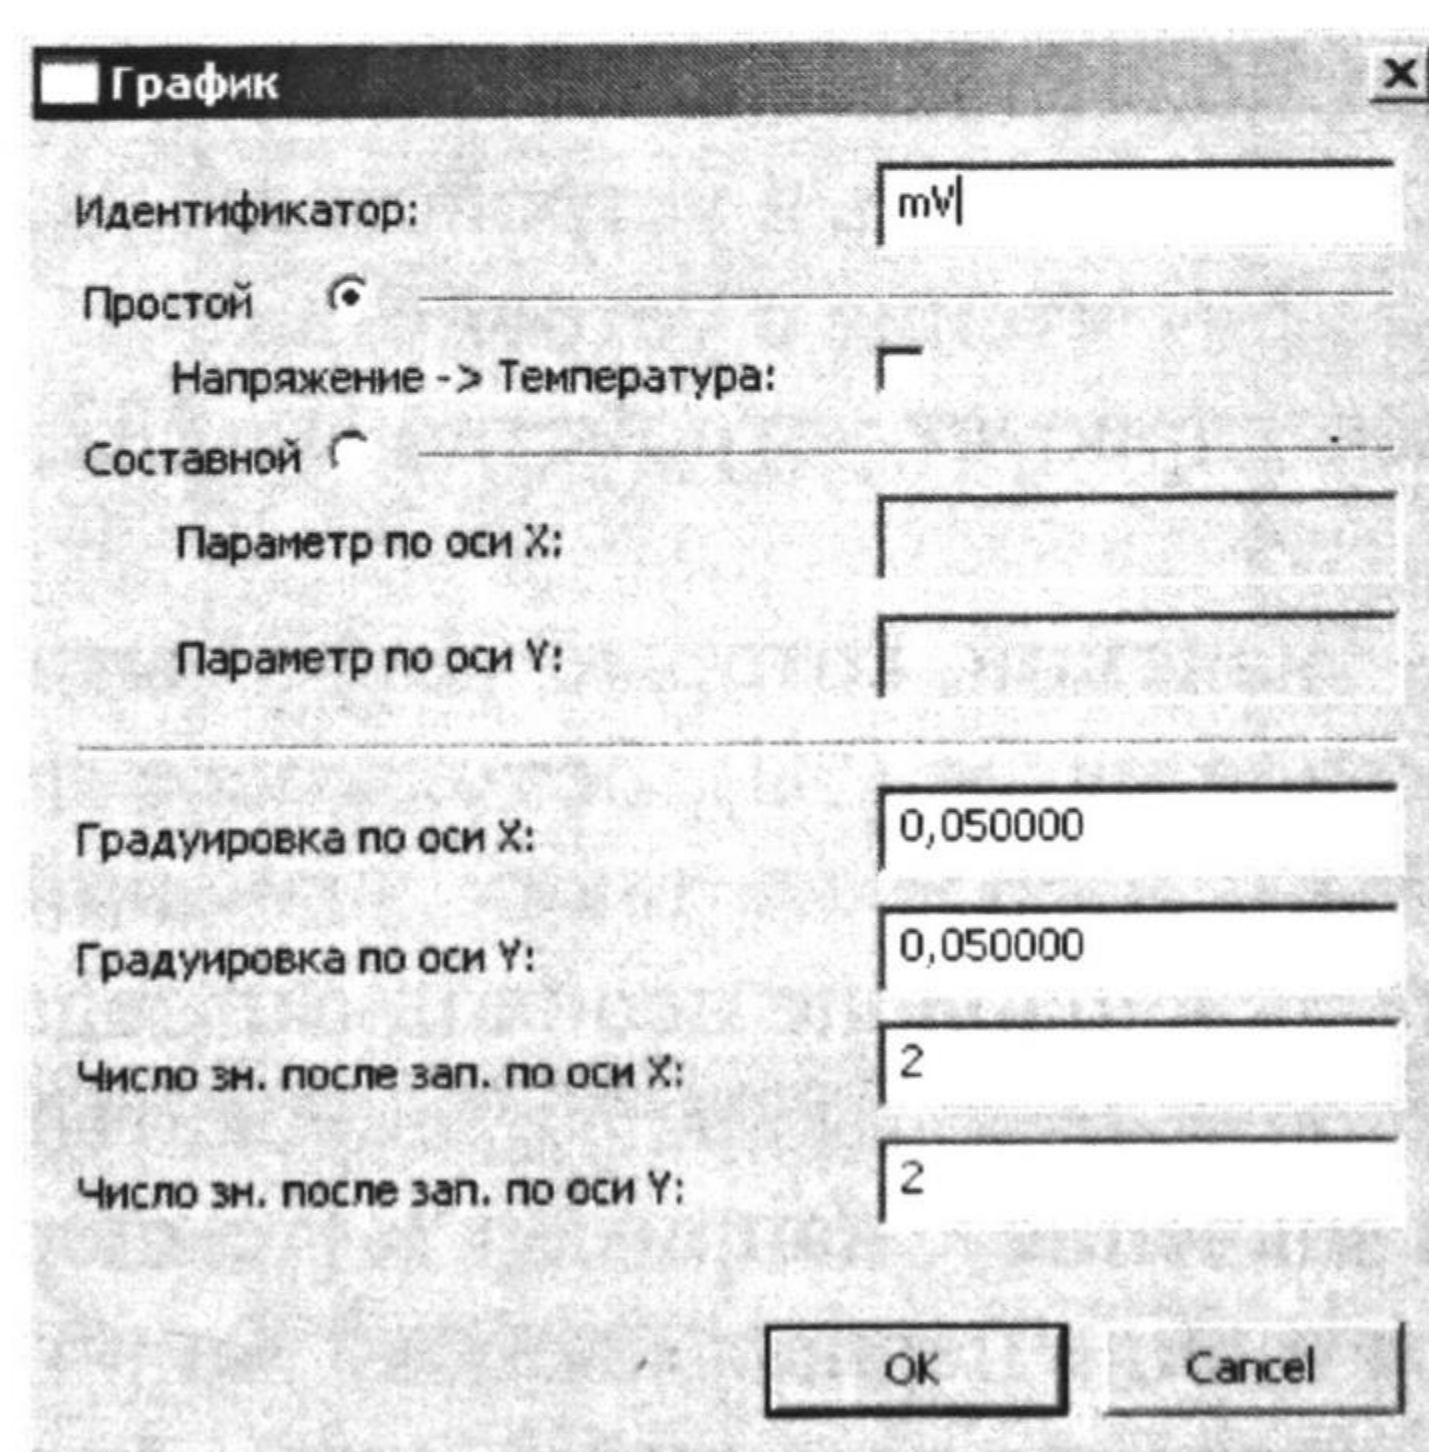 График
Идентификатор: mV
Простой
Напряжение -> Температура:
Составной
Параметр по оси X:
Параметр по оси Y:
Градуировка по оси X: 0,050000
Градуировка по оси Y: 0,050000
Число зн. после зап. по оси X: 2
Число зн. после зап. по оси Y: 2
OK Cancel